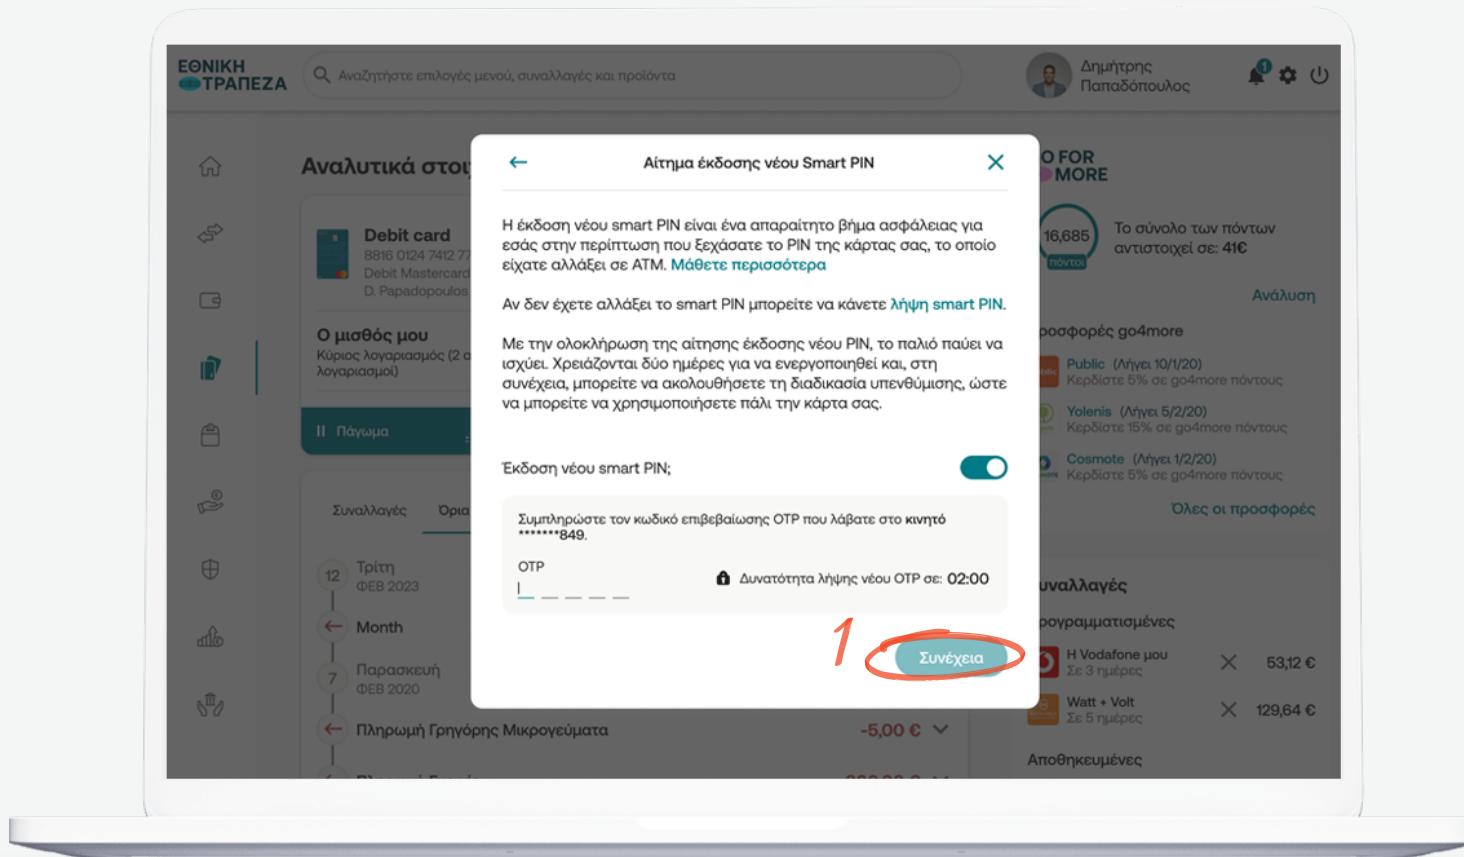 ΕΘΝΙΚΗ
ΤΡΑΠΕΖΑ
Αναζητήστε επιλογές μενού, συναλλαγές και προϊόντα
Δημήτρης
Παπαδόπουλος
1
Αναλυτικά στοι
Debit card
8816 0124 7412 77
Debit Mastercard
D. Papadopoulos
Ο μισθός μου
Κύριος λογαριασμός (2 σ
λογαριασμοί)
Πάγωμα
Συναλλαγές Όρια
12 Τρίτη
ΦΕΒ 2023
Month
7 Παρασκευή
ΦΕΒ 2020
Πληρωμή Γρηγόρης Μικρογεύματα -5,00 €
Αίτημα έκδοσης νέου Smart PIN
Η έκδοση νέου smart PIN είναι ένα απαραίτητο βήμα ασφάλειας για
εσάς στην περίπτωση που ξεχάσατε το PIN της κάρτας σας, το οποίο
είχατε αλλάξει σε ATM. Μάθετε περισσότερα
Αν δεν έχετε αλλάξει το smart PIN μπορείτε να κάνετε λήψη smart PIN.
Με την ολοκλήρωση της αίτησης έκδοσης νέου PIN, το παλιό παύει να
ισχύει. Χρειάζονται δύο ημέρες για να ενεργοποιηθεί και, στη
συνέχεια, μπορείτε να ακολουθήσετε τη διαδικασία υπενθύμισης, ώστε
να μπορείτε να χρησιμοποιήσετε πάλι την κάρτα σας.
Έκδοση νέου smart PIN;
Συμπληρώστε τον κωδικό επιβεβαίωσης OTP που λάβατε στο κινητό
*******849.
OTP
Δυνατότητα λήψης νέου OTP σε: 02:00
1
Συνέχεια
O FOR
MORE
16,685
πόντοι
Το σύνολο των πόντων
αντιστοιχεί σε: 41€
Ανάλυση
ροσφορές go4more
Public (Λήγει 10/1/20)
Κερδίστε 5% σε go4more πόντους
Yolenis (Λήγει 5/2/20)
Κερδίστε 15% σε go4more πόντους
Cosmote (Λήγει 1/2/20)
Κερδίστε 5% σε go4more πόντους
Όλες οι προσφορές
υναλλαγές
ρογραμματισμένες
Η Vodafone μου 53,12 €
Σε 3 ημέρες
Watt + Volt 129,64 €
Σε 5 ημέρες
Αποθηκευμένες